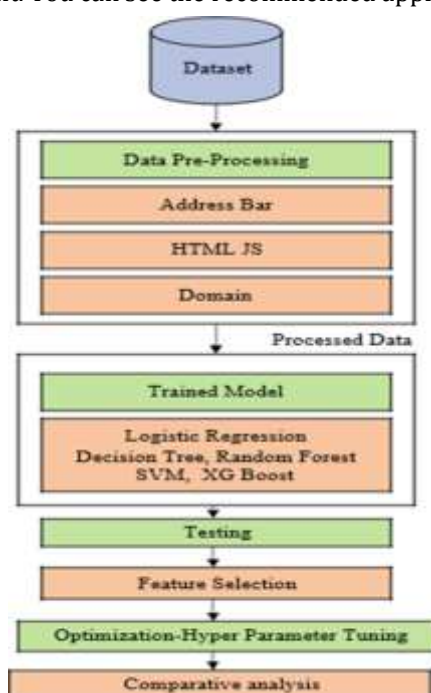 Dataset
Data Pre-Processing
Address Bar
HTML JS
Domain
Processed Data
Trained Model
Logistic Regression
Decision Tree, Random Forest
SVM, XG Boost
Testing
Feature Selection
Optimization-Hyper Parameter Tuning
Comparative analysis